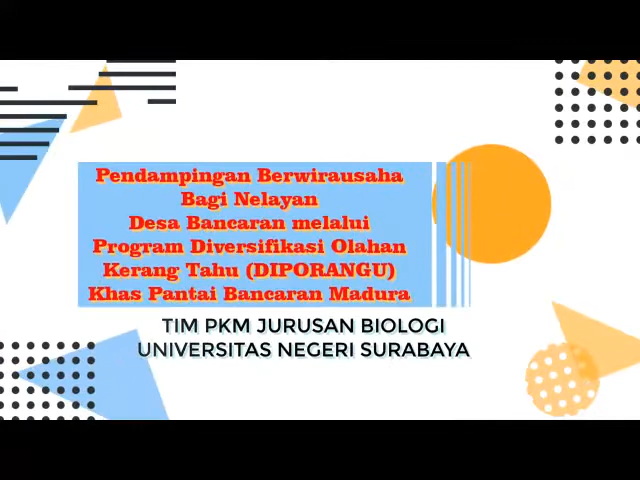 Pendampingan Berwirausaha
Bagi Nelayan
Desa Bancaran melalui
Program Diversifikasi Olahan
Kerang Tahu (DIPORANGU)
Khas Pantai Bancaran Madura
TIM PKM JURUSAN BIOLOGI
UNIVERSITAS NEGERI SURABAYA